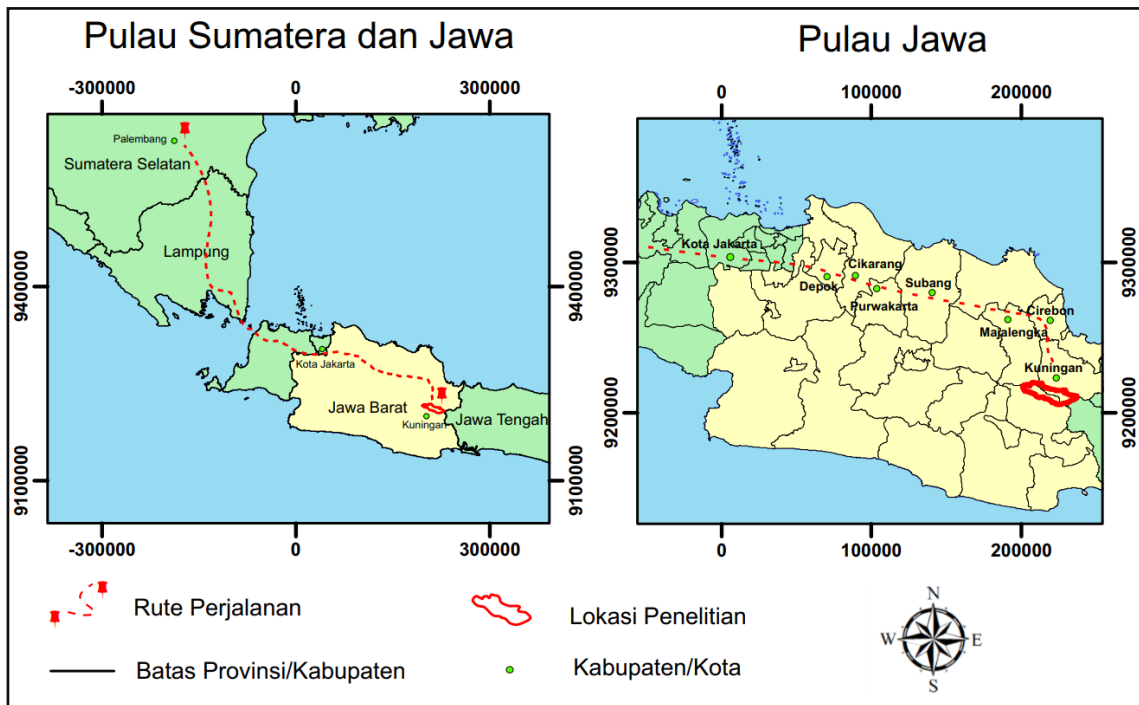 Pulau Sumatera dan Jawa
-300000 0 300000
Palembang
Sumatera Selatan
Lampung
9400000 9400000
Kota Jakarta
Jawa Barat
Jawa Tengah
Kuningan
9100000 9100000
-300000 0 300000
Pulau Jawa
0 100000 200000
Kota Jakarta
9300000 9300000
Cikarang
Depok
Subang
Purwakarta
Cirebon
Majalengka
Kuningan
9200000 9200000
0 100000 200000
Rute Perjalanan
Lokasi Penelitian
Batas Provinsi/Kabupaten
Kabupaten/Kota
N
W E
S